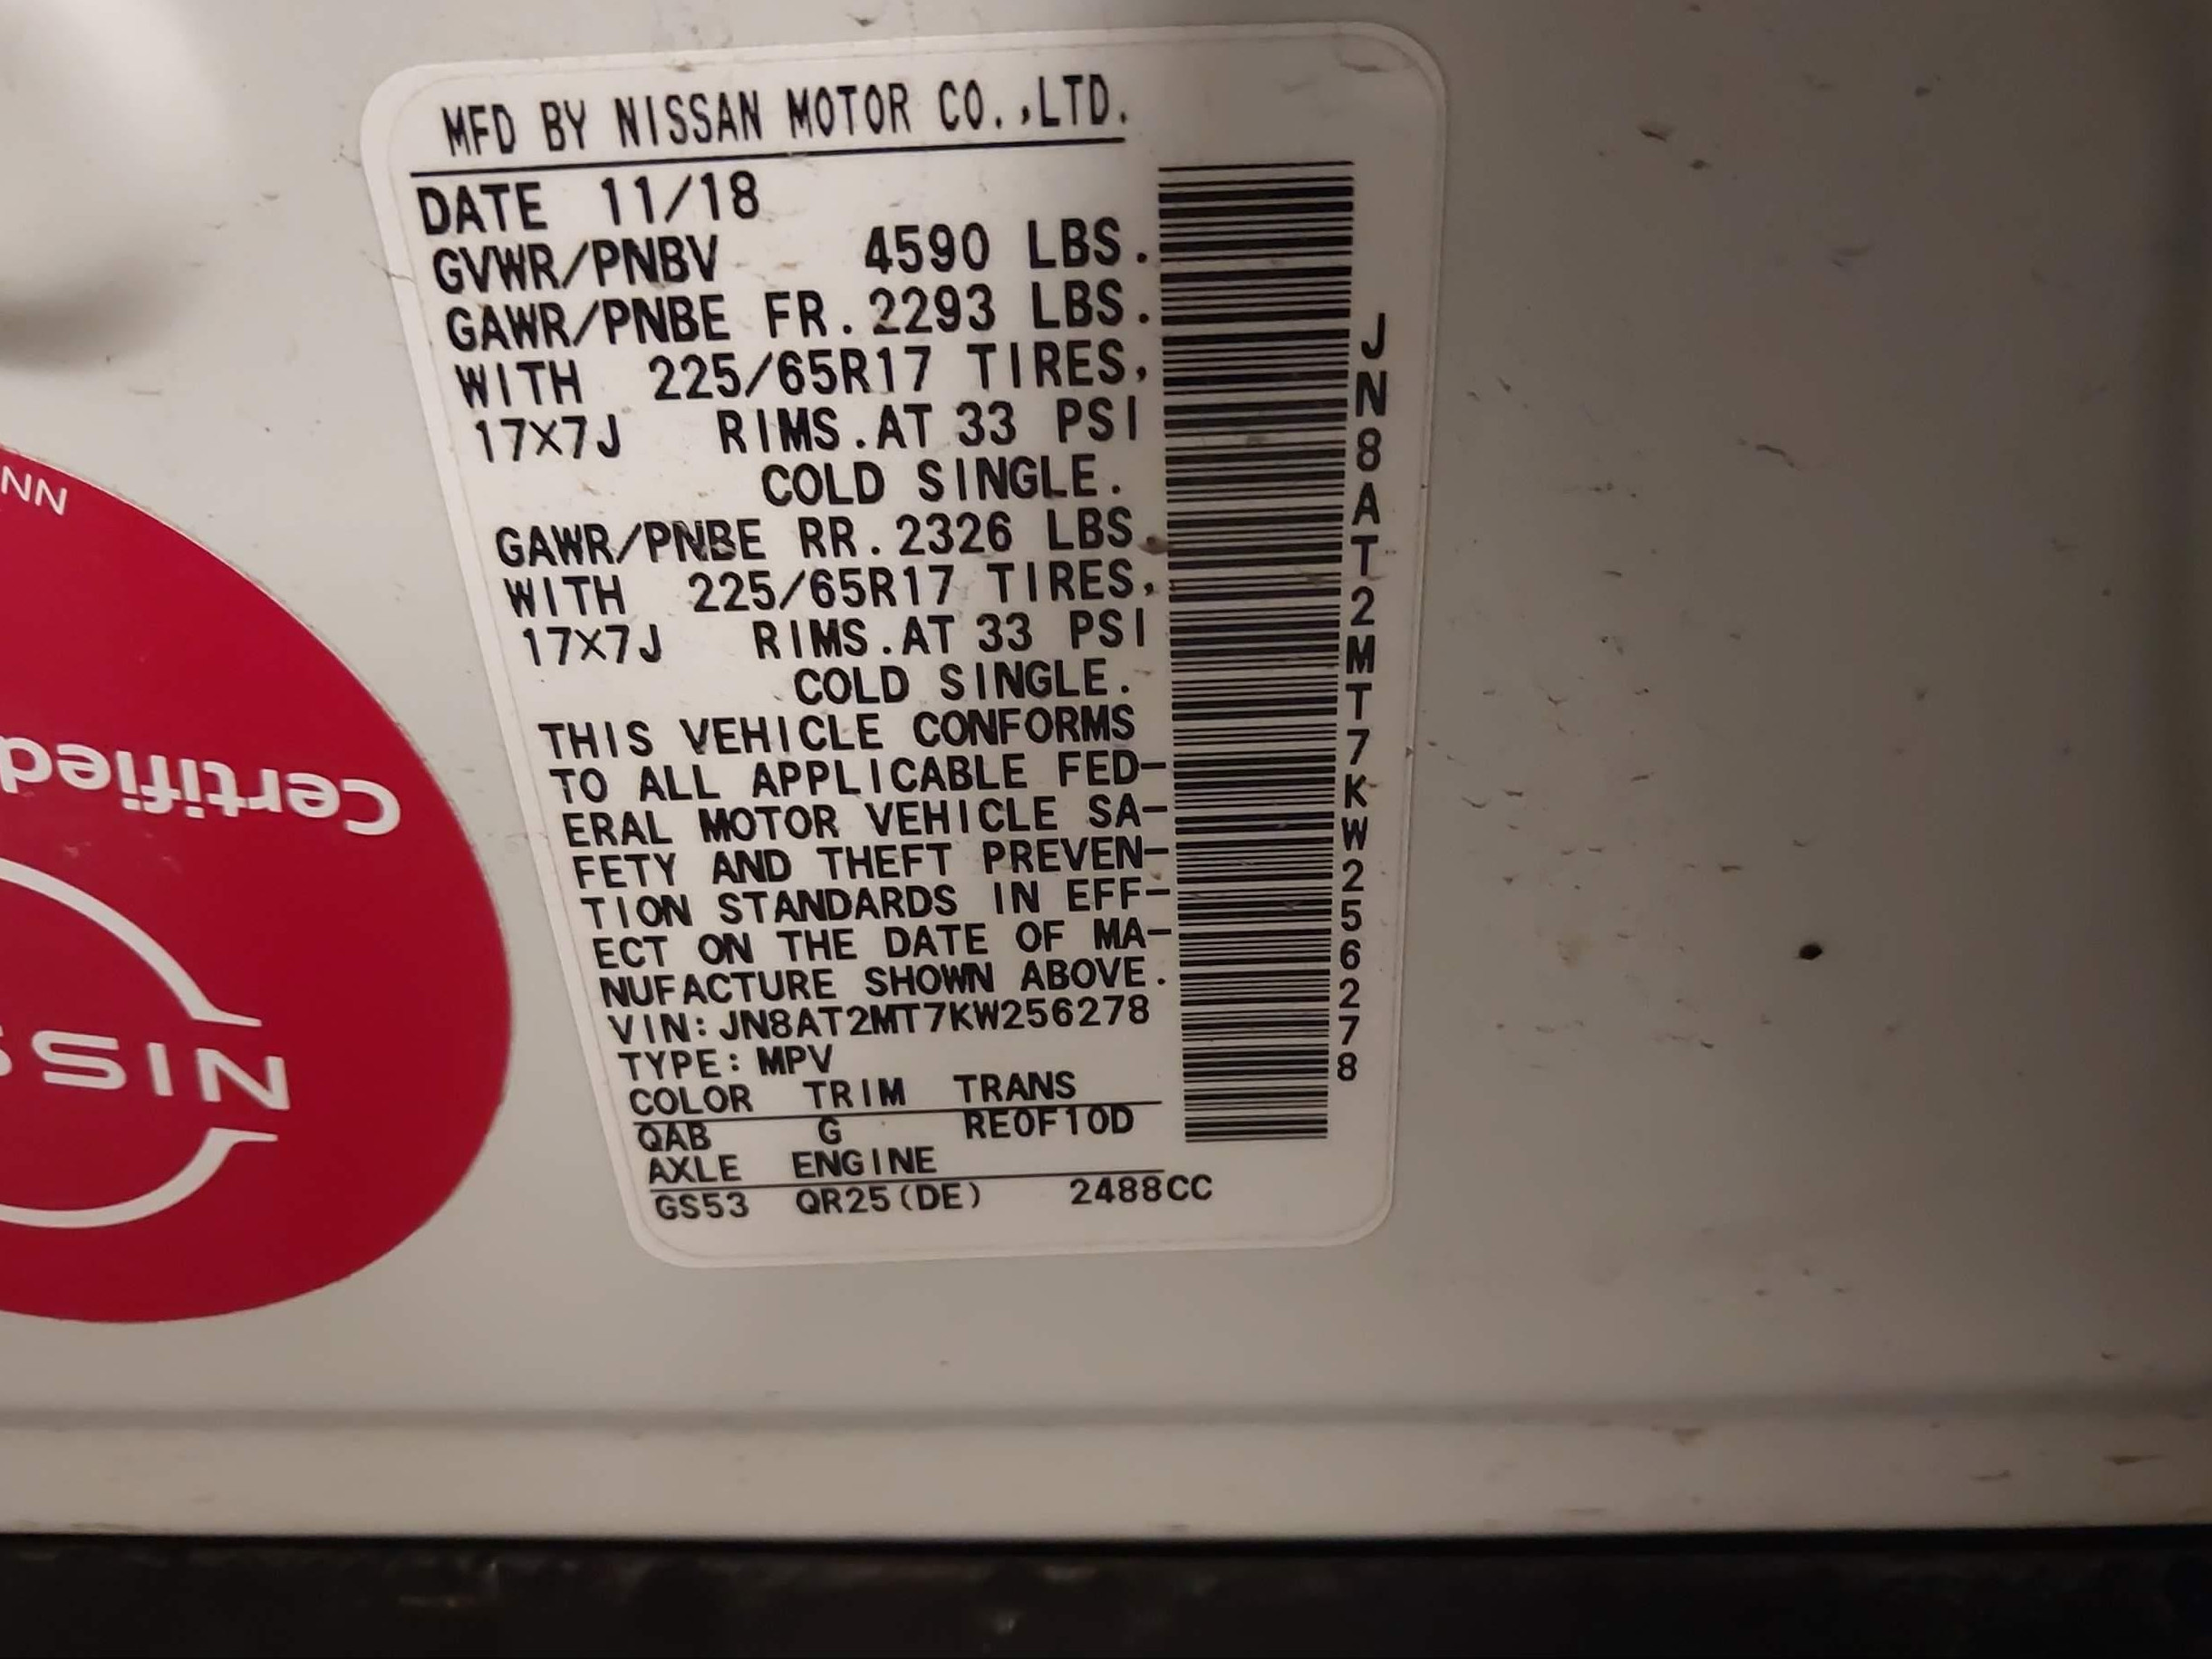 MFD BY NISSAN MOTOR CO.,LTD.
DATE 11/18
GVWR/PNBV 4590 LBS.
GAWR/PNBE FR. 2293 LBS.
WITH 225/65R17 TIRES,
17X7J RIMS.AT 33 PSI
COLD SINGLE.
GAWR/PNBE RR. 2326 LBS.
WITH 225/65R17 TIRES,
17X7J RIMS.AT 33 PSI
COLD SINGLE.
THIS VEHICLE CONFORMS
TO ALL APPLICABLE FED-
ERAL MOTOR VEHICLE SA-
FETY AND THEFT PREVEN-
TION STANDARDS IN EFF-
ECT ON THE DATE OF MA-
NUFACTURE SHOWN ABOVE.
VIN: JN8AT2MT7KW256278
TYPE: MPV
COLOR TRIM TRANS
QAB G RE0F10D
AXLE ENGINE
GS53 QR25(DE) 2488CC
JN8AT2MT7KW256278
Certified
NISS